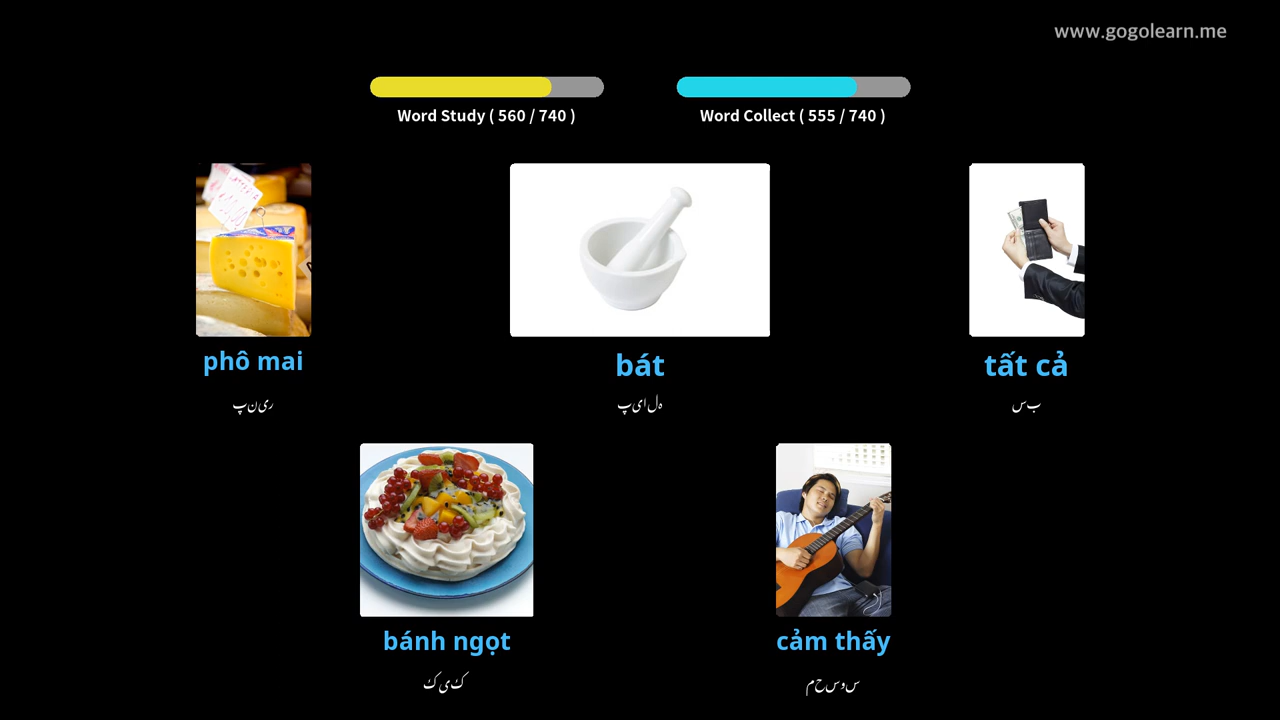 www.gogolearn.me
Word Study ( 560 / 740 )
Word Collect ( 555 / 740 )
phô mai
پنیر
bát
پیالہ
tất cả
سب
bánh ngọt
کیک
cảm thấy
محسوس